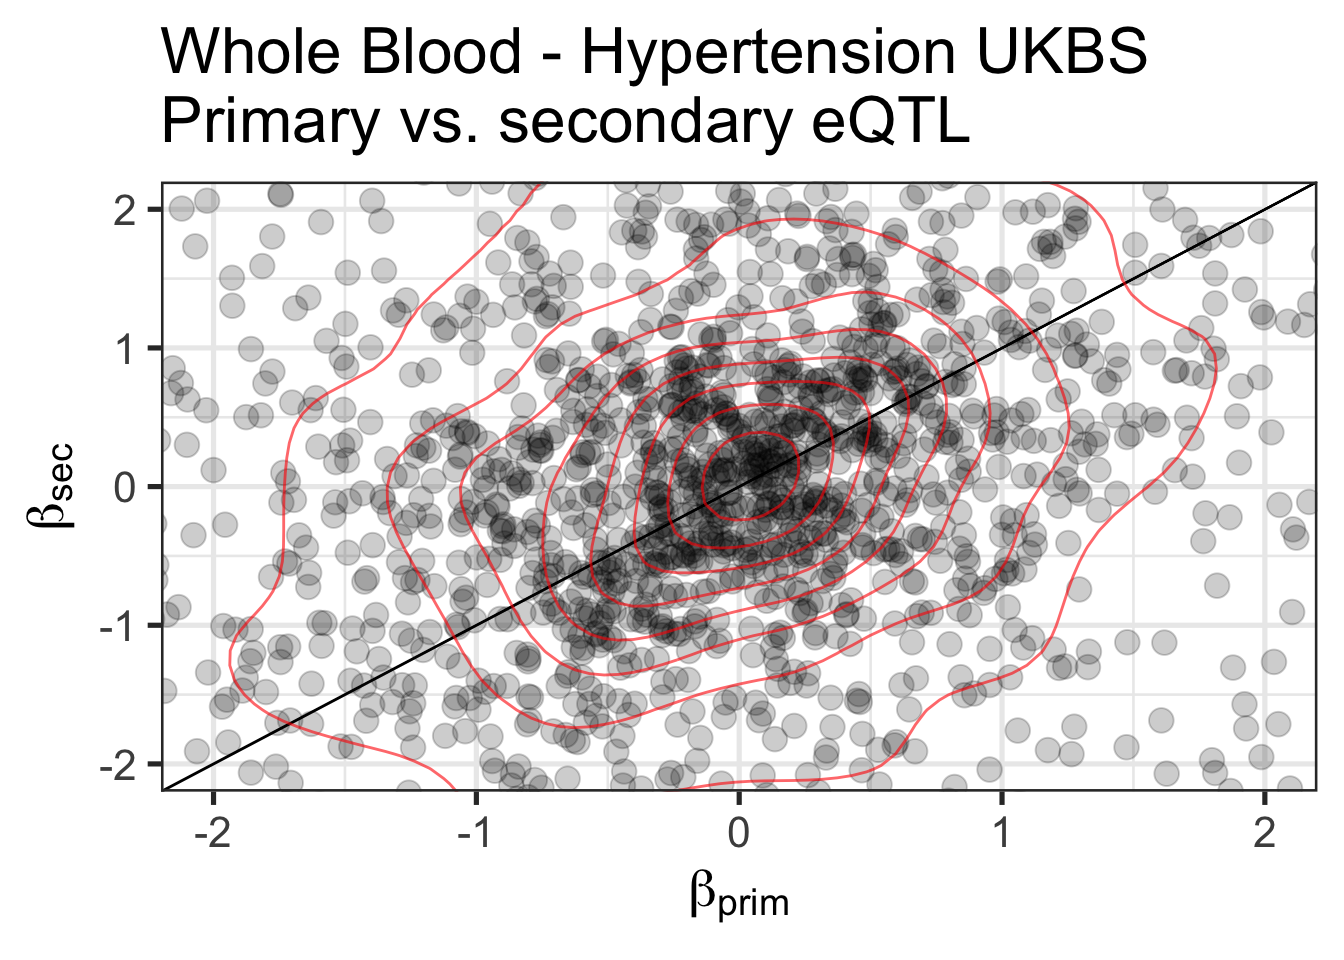 Whole Blood - Hypertension UKBS
Primary vs. secondary eQTL
2
1
0
-1
-2
βsec
-2 -1 0 1 2
βprim